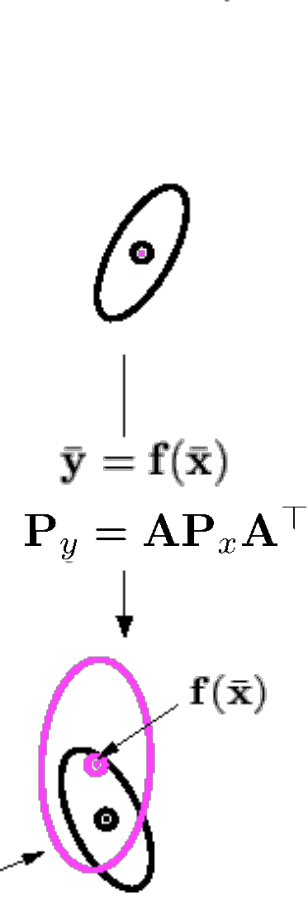 ȳ = f(x̄)
P_y = AP_xA^⊤
f(x̄)